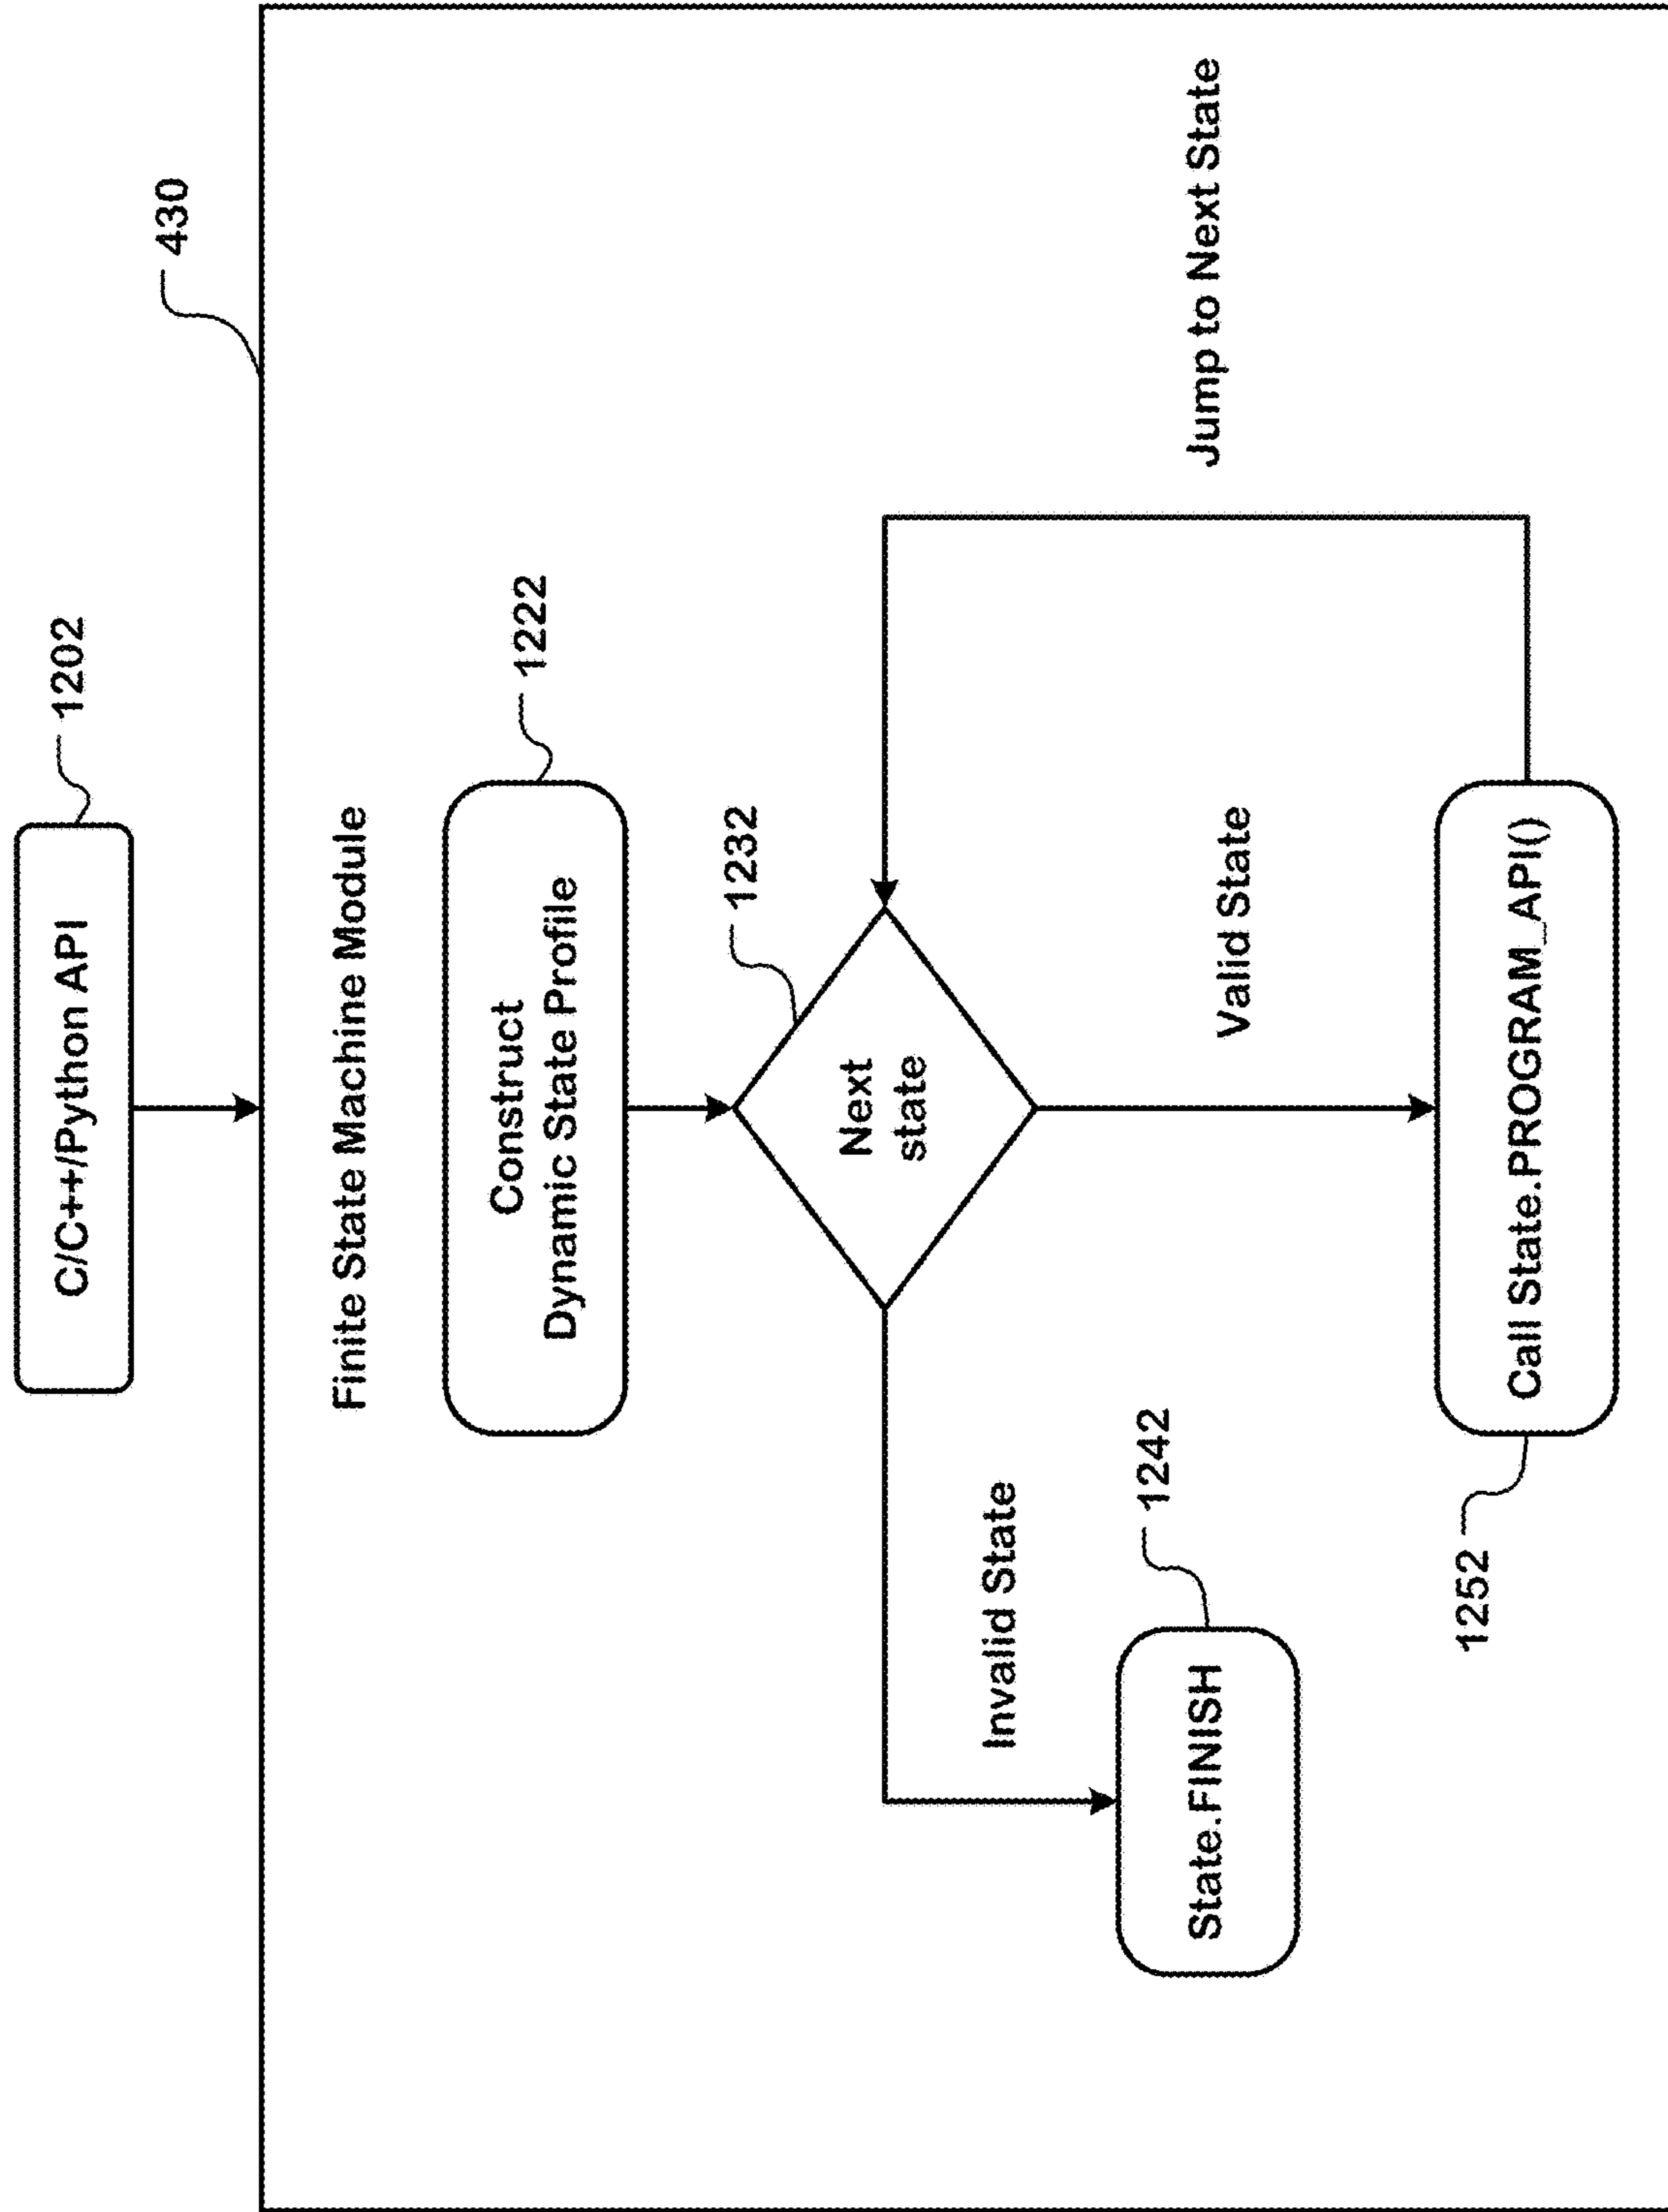 C/C++/Python API
1202
430
Finite State Machine Module
Construct
Dynamic State Profile
1222
Next
state
1232
Invalid State
Valid State
Jump to Next State
State.FINISH
1242
Call State.PROGRAM_API()
1252